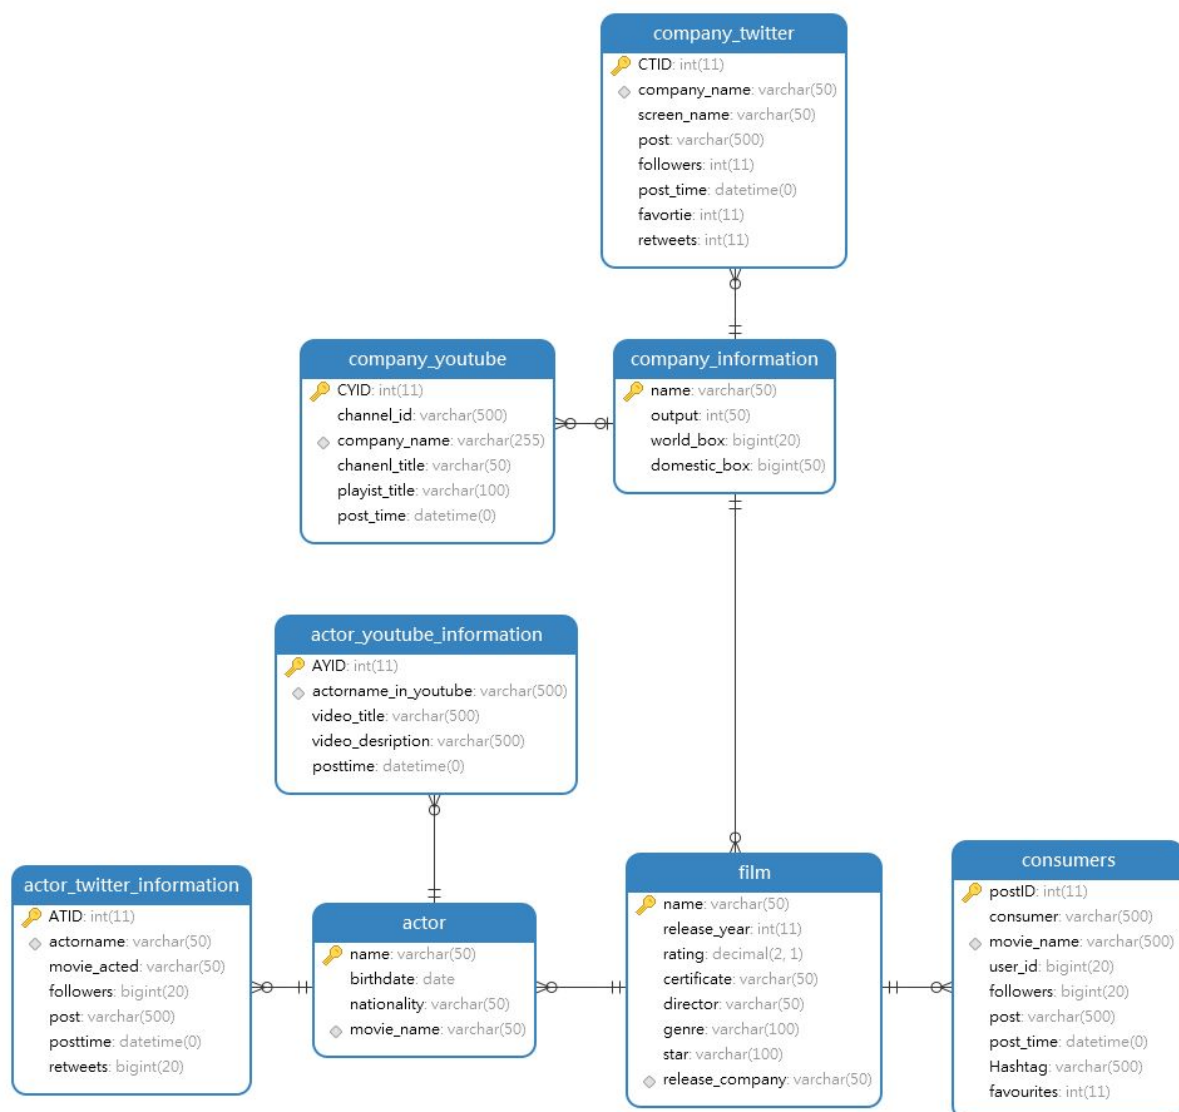 company_twitter
CTID: int(11)
company_name: varchar(50)
screen_name: varchar(50)
post: varchar(500)
followers: int(11)
post_time: datetime(0)
favortie: int(11)
retweets: int(11)
company_youtube
CYID: int(11)
channel_id: varchar(500)
company_name: varchar(255)
chanenl_title: varchar(50)
playist_title: varchar(100)
post_time: datetime(0)
company_information
name: varchar(50)
output: int(50)
world_box: bigint(20)
domestic_box: bigint(50)
actor_youtube_information
AYID: int(11)
actorname_in_youtube: varchar(500)
video_title: varchar(500)
video_desription: varchar(500)
posttime: datetime(0)
actor_twitter_information
ATID: int(11)
actorname: varchar(50)
movie_acted: varchar(50)
followers: bigint(20)
post: varchar(500)
posttime: datetime(0)
retweets: bigint(20)
actor
name: varchar(50)
birthdate: date
nationality: varchar(50)
movie_name: varchar(50)
film
name: varchar(50)
release_year: int(11)
rating: decimal(2, 1)
certificate: varchar(50)
director: varchar(50)
genre: varchar(100)
star: varchar(100)
release_company: varchar(50)
consumers
postID: int(11)
consumer: varchar(500)
movie_name: varchar(500)
user_id: bigint(20)
followers: bigint(20)
post: varchar(500)
post_time: datetime(0)
Hashtag: varchar(500)
favourites: int(11)